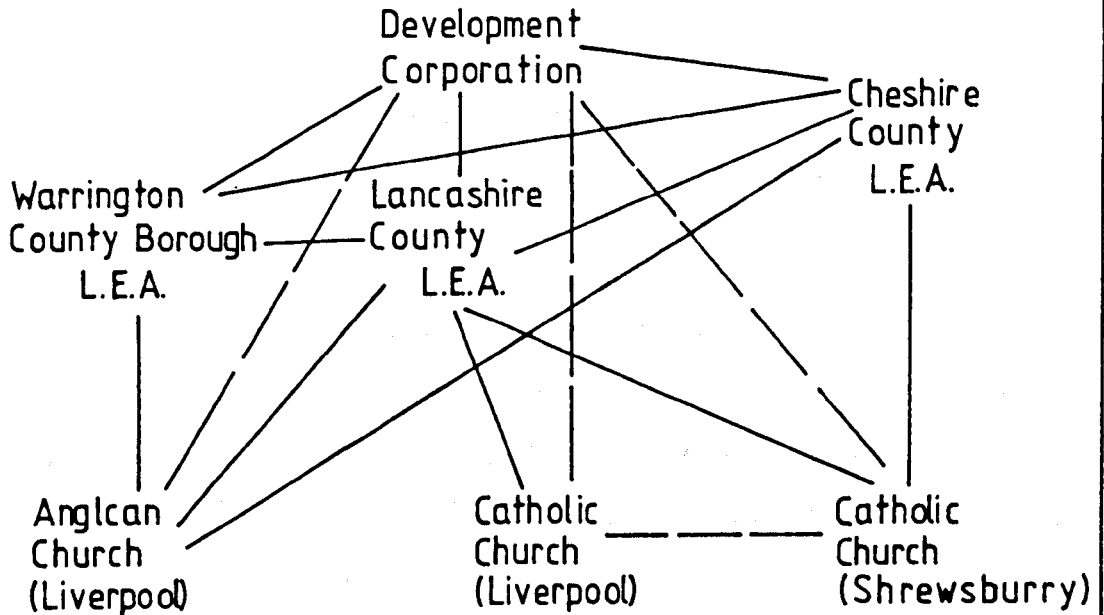 Development
Corporation
Cheshire
County
L.E.A.
Warrington
County Borough
L.E.A.
Lancashire
County
L.E.A.
Anglcan
Church
(Liverpool)
Catholic
Church
(Liverpool)
Catholic
Church
(Shrewsburry)